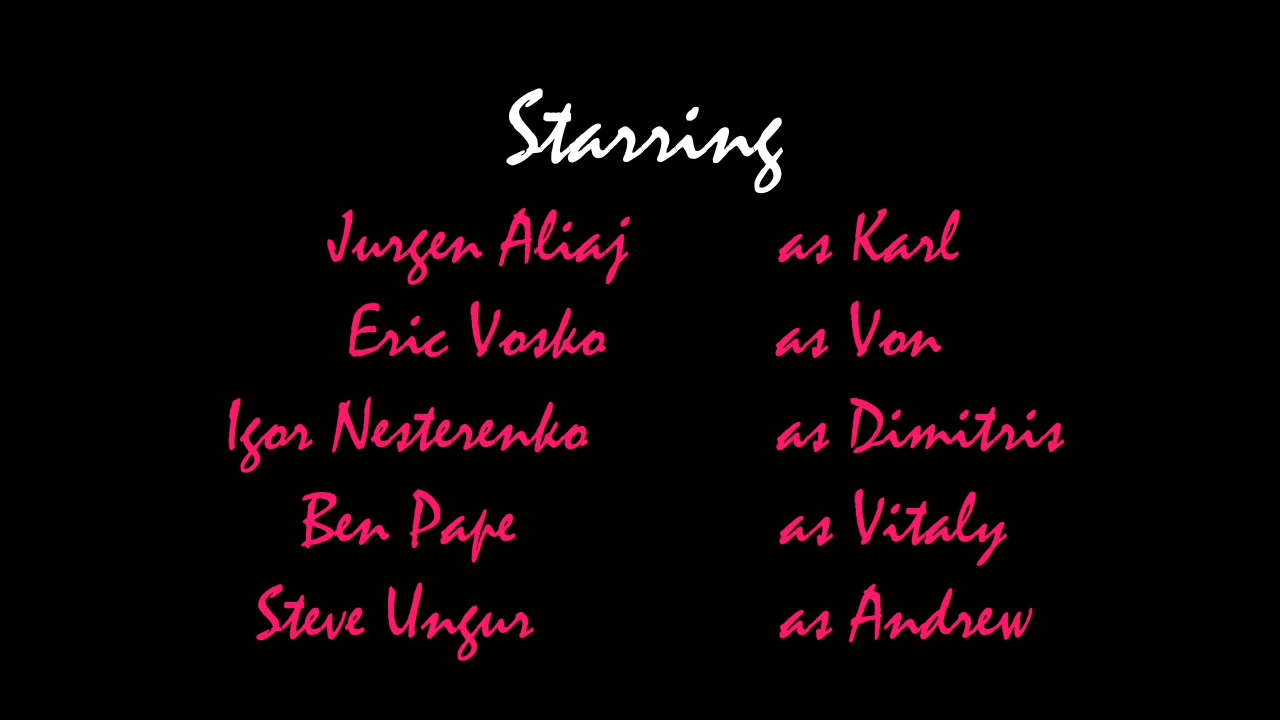 Starring
Jurgen Aliaj as Karl
Eric Vosko as Von
Igor Nesterenko as Dimitris
Ben Pape as Vitaly
Steve Ungur as Andrew